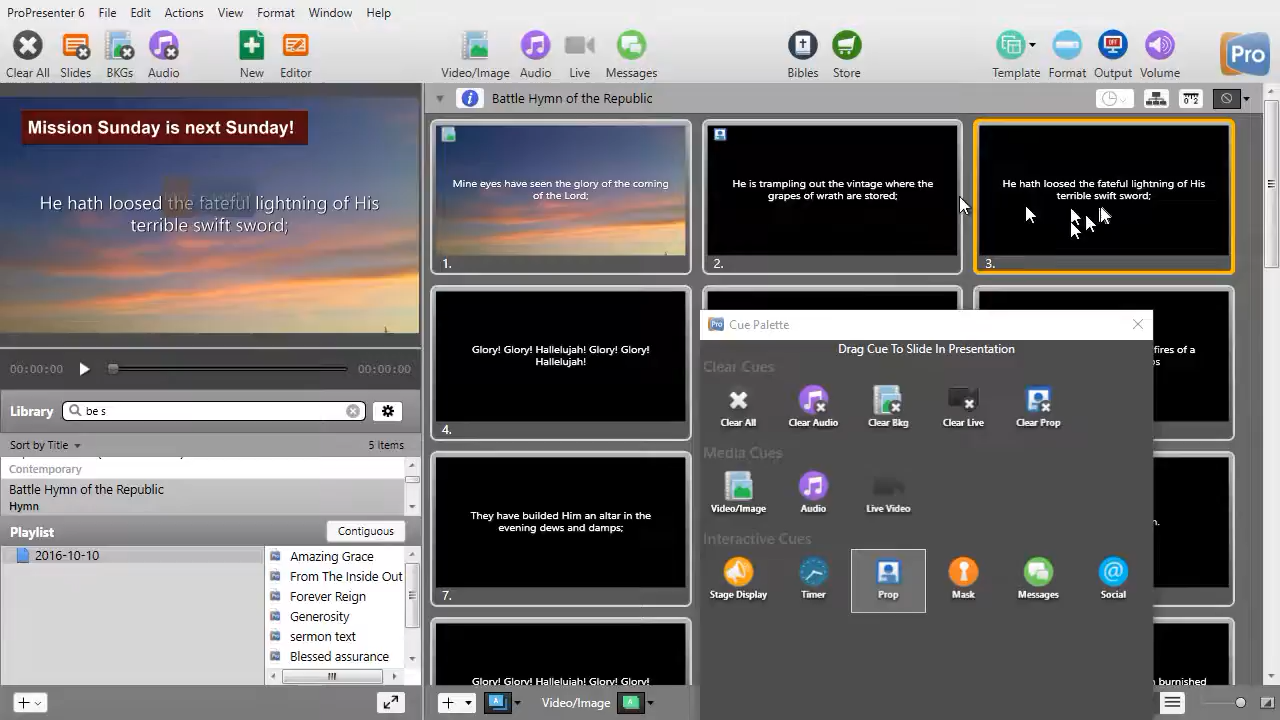 ProPresenter 6 File Edit Actions View Format Window Help
Clear All Slides BKGs Audio New Editor Video/Image Audio Live Messages Bibles Store Template Format Output Volume Pro
Battle Hymn of the Republic
Mission Sunday is next Sunday!
He hath loosed the fateful lightning of His
terrible swift sword;
Mine eyes have seen the glory of the coming
of the Lord;
1.
He is trampling out the vintage where the
grapes of wrath are stored;
2.
He hath loosed the fateful lightning of His
terrible swift sword;
3.
Glory! Glory! Hallelujah! Glory! Glory!
Hallelujah!
4.
fires of a
They have builded Him an altar in the
evening dews and damps;
7.
Glory! Glory! Hallelujah! Glory! Glory!
burnished
00:00:00 00:00:00
Library be s
Sort by Title 5 Items
Contemporary
Battle Hymn of the Republic
Hymn
Playlist Contiguous
2016-10-10
Amazing Grace
From The Inside Out
Forever Reign
Generosity
sermon text
Blessed assurance
Pro Cue Palette
Drag Cue To Slide In Presentation
Clear Cues
Clear All Clear Audio Clear Bkg Clear Live Clear Prop
Media Cues
Video/Image Audio Live Video
Interactive Cues
Stage Display Timer Prop Mask Messages Social
Video/Image